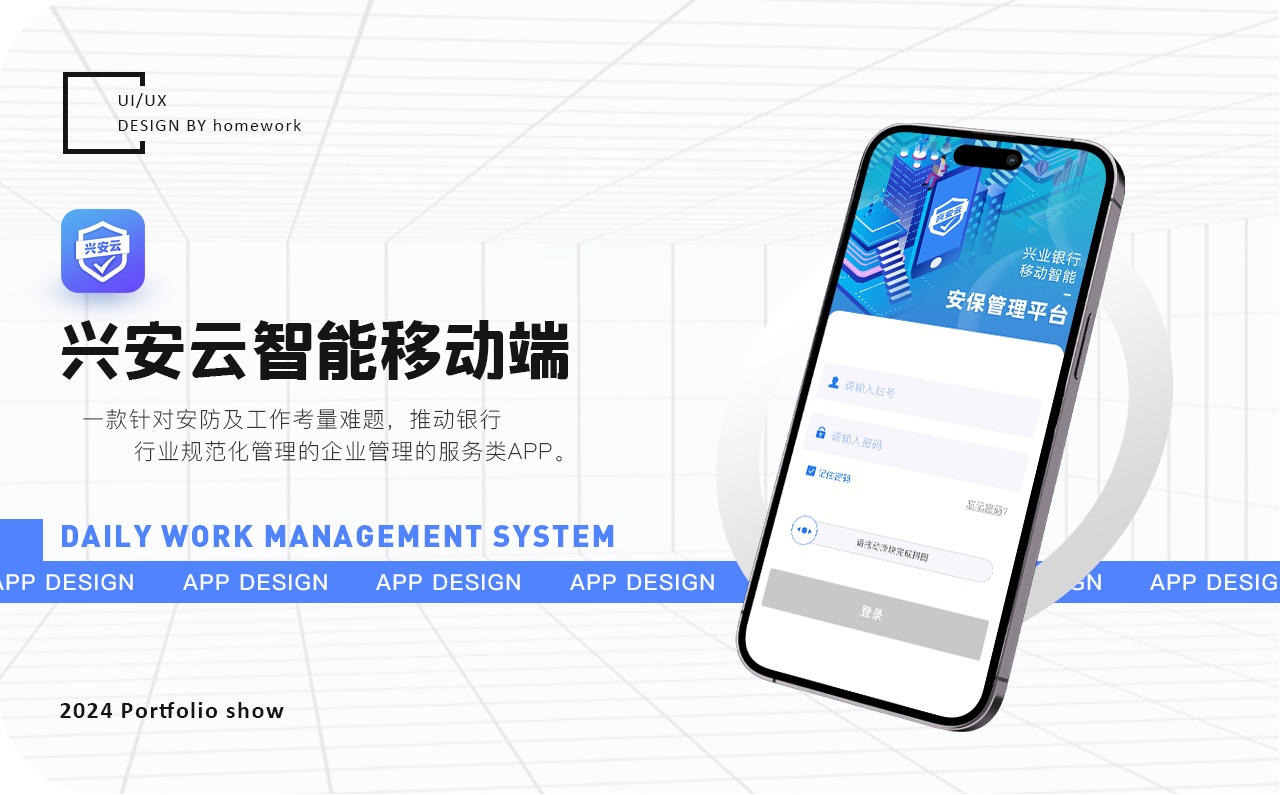 UI/UX
DESIGN BY homework
兴安云
兴安云智能移动端
一款针对安防及工作考量难题，推动银行
行业规范化管理的企业管理的服务类APP。
DAILY WORK MANAGEMENT SYSTEM
APP DESIGN APP DESIGN APP DESIGN APP DESIGN GN APP DESIG
2024 Portfolio show
兴安云
兴业银行
移动智能
安保管理平台
请输入账号
请输入密码
记住密码
忘记密码?
请拖动滑块完成拼图
登录